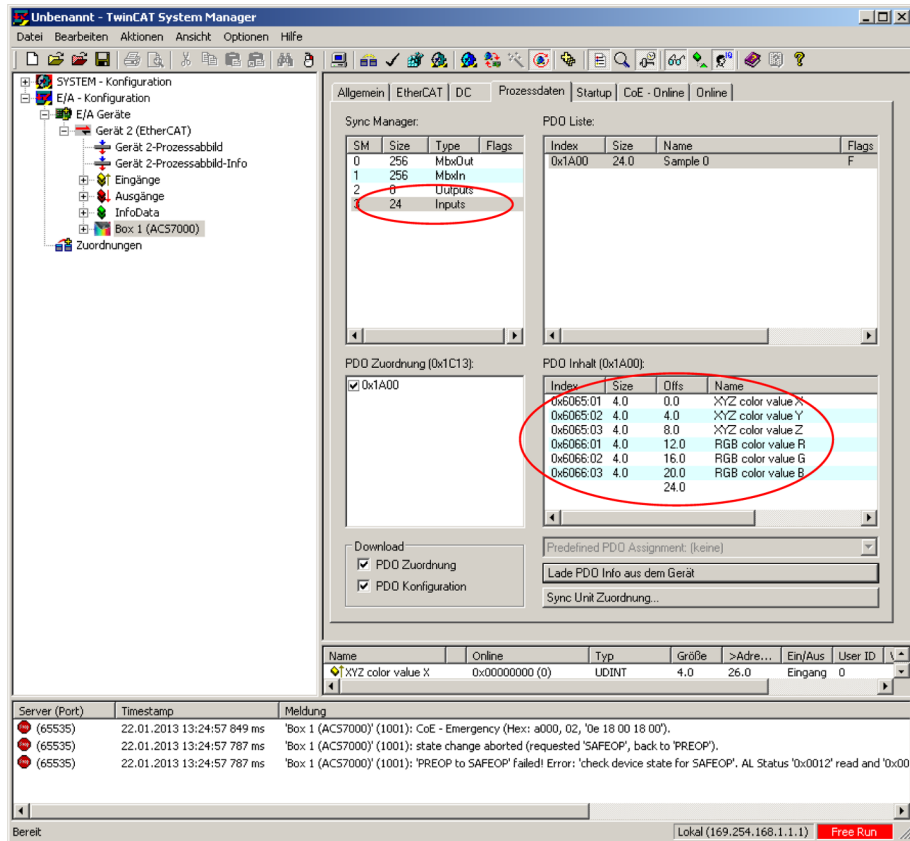 Unbenannt - TwinCAT System Manager
Datei Bearbeiten Aktionen Ansicht Optionen Hilfe
SYSTEM - Konfiguration
E/A - Konfiguration
E/A Geräte
Gerät 2 (EtherCAT)
Gerät 2-Prozessabbild
Gerät 2-Prozessabbild-Info
Eingänge
Ausgänge
InfoData
Box 1 (ACS7000)
Zuordnungen
Allgemein EtherCAT DC Prozessdaten Startup CoE - Online Online
Sync Manager:
SM Size Type Flags
0 256 MbxOut
1 256 MbxIn
2 0 Outputs
3 24 Inputs
PDO Liste:
Index Size Name Flags
0x1A00 24.0 Sample 0 F
PDO Zuordnung (0x1C13):
0x1A00
PDO Inhalt (0x1A00):
Index Size Offs Name
0x6065:01 4.0 0.0 XYZ color value X
0x6065:02 4.0 4.0 XYZ color value Y
0x6065:03 4.0 8.0 XYZ color value Z
0x6066:01 4.0 12.0 RGB color value R
0x6066:02 4.0 16.0 RGB color value G
0x6066:03 4.0 20.0 RGB color value B
24.0
Download
PDO Zuordnung
PDO Konfiguration
Predefined PDO Assignment: (keine)
Lade PDO Info aus dem Gerät
Sync Unit Zuordnung...
Name Online Typ Größe >Adre... Ein/Aus User ID
XYZ color value X 0x00000000 (0) UDINT 4.0 26.0 Eingang 0
Server (Port) Timestamp Meldung
(65535) 22.01.2013 13:24:57 849 ms 'Box 1 (ACS7000)' (1001): CoE - Emergency (Hex: a000, 02, '0e 18 00 18 00').
(65535) 22.01.2013 13:24:57 787 ms 'Box 1 (ACS7000)' (1001): state change aborted (requested 'SAFEOP', back to 'PREOP').
(65535) 22.01.2013 13:24:57 787 ms 'Box 1 (ACS7000)' (1001): 'PREOP to SAFEOP' failed! Error: 'check device state for SAFEOP'. AL Status '0x0012' read and '0x00
Bereit Lokal (169.254.168.1.1.1) Free Run